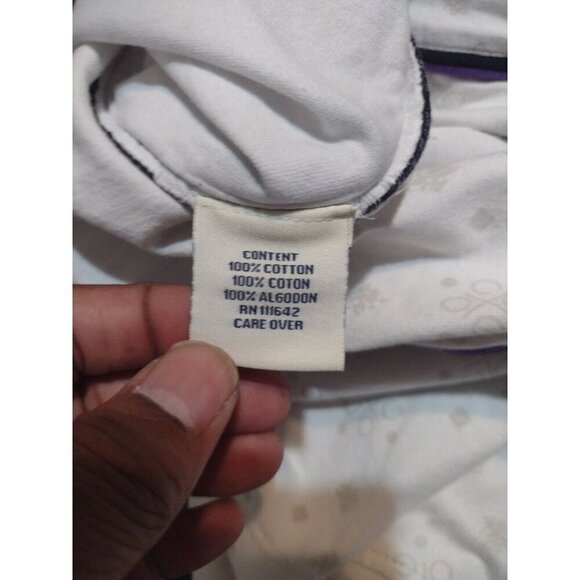 CONTENT
100% COTTON
100% COTON
100% ALGODON
RN 111642
CARE OVER